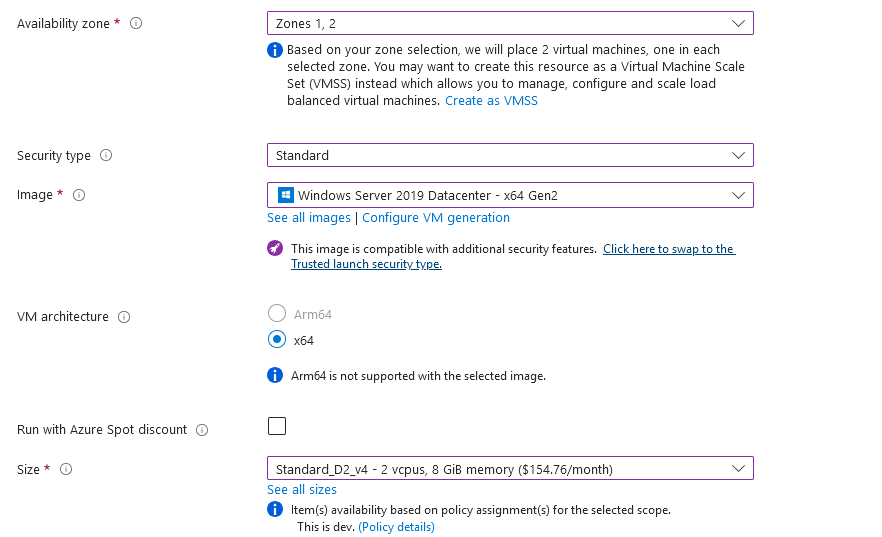 Availability zone *
Zones 1, 2
Based on your zone selection, we will place 2 virtual machines, one in each
selected zone. You may want to create this resource as a Virtual Machine Scale
Set (VMSS) instead which allows you to manage, configure and scale load
balanced virtual machines. Create as VMSS
Security type
Standard
Image *
Windows Server 2019 Datacenter - x64 Gen2
See all images | Configure VM generation
This image is compatible with additional security features. Click here to swap to the
Trusted launch security type.
VM architecture
Arm64
x64
Arm64 is not supported with the selected image.
Run with Azure Spot discount
Size *
Standard_D2_v4 - 2 vcpus, 8 GiB memory ($154.76/month)
See all sizes
Item(s) availability based on policy assignment(s) for the selected scope.
This is dev. (Policy details)